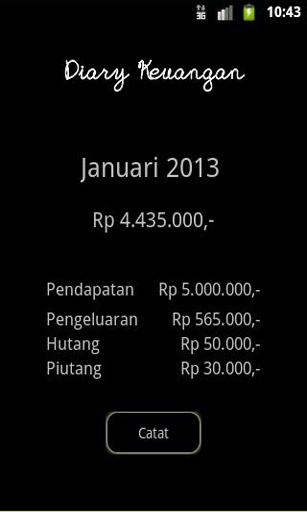 3G 10:43
Diary Keuangan
Januari 2013
Rp 4.435.000,-
Pendapatan Rp 5.000.000,-
Pengeluaran Rp 565.000,-
Hutang Rp 50.000,-
Piutang Rp 30.000,-
Catat